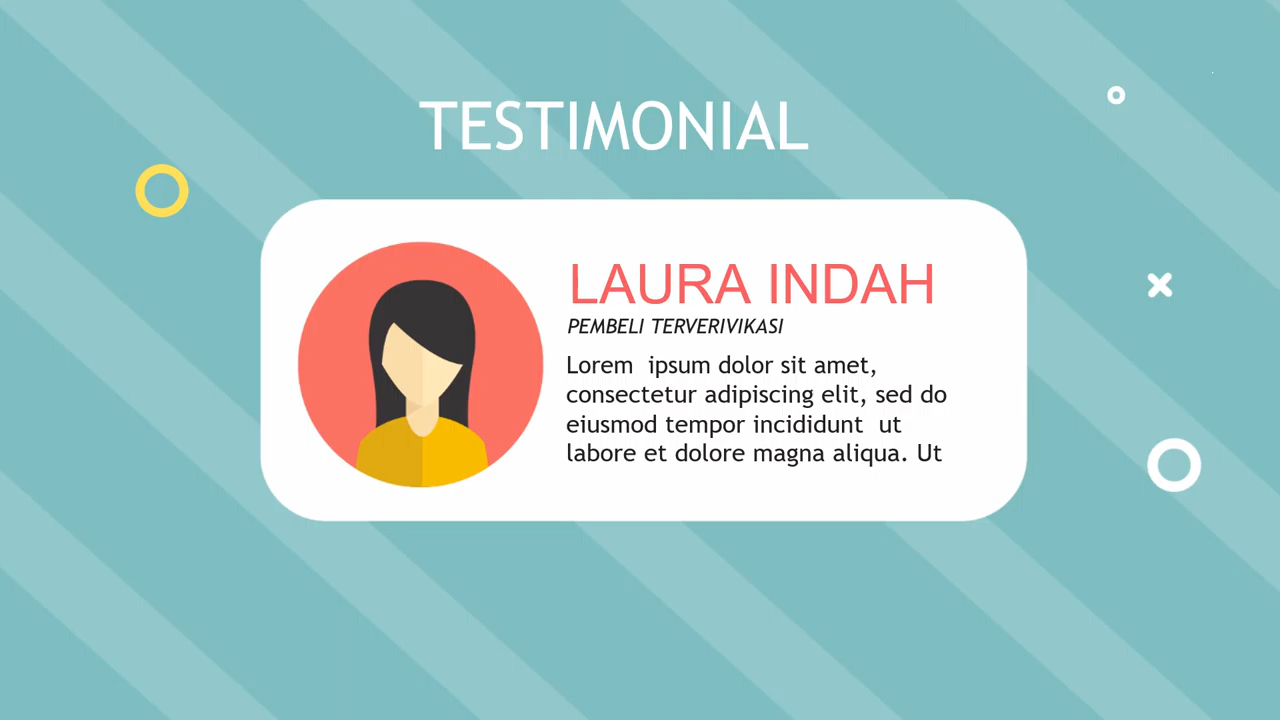 TESTIMONIAL
LAURA INDAH
PEMBELI TERVERIVIKASI
Lorem  ipsum dolor sit amet,
consectetur adipiscing elit, sed do
eiusmod tempor incididunt  ut
labore et dolore magna aliqua. Ut